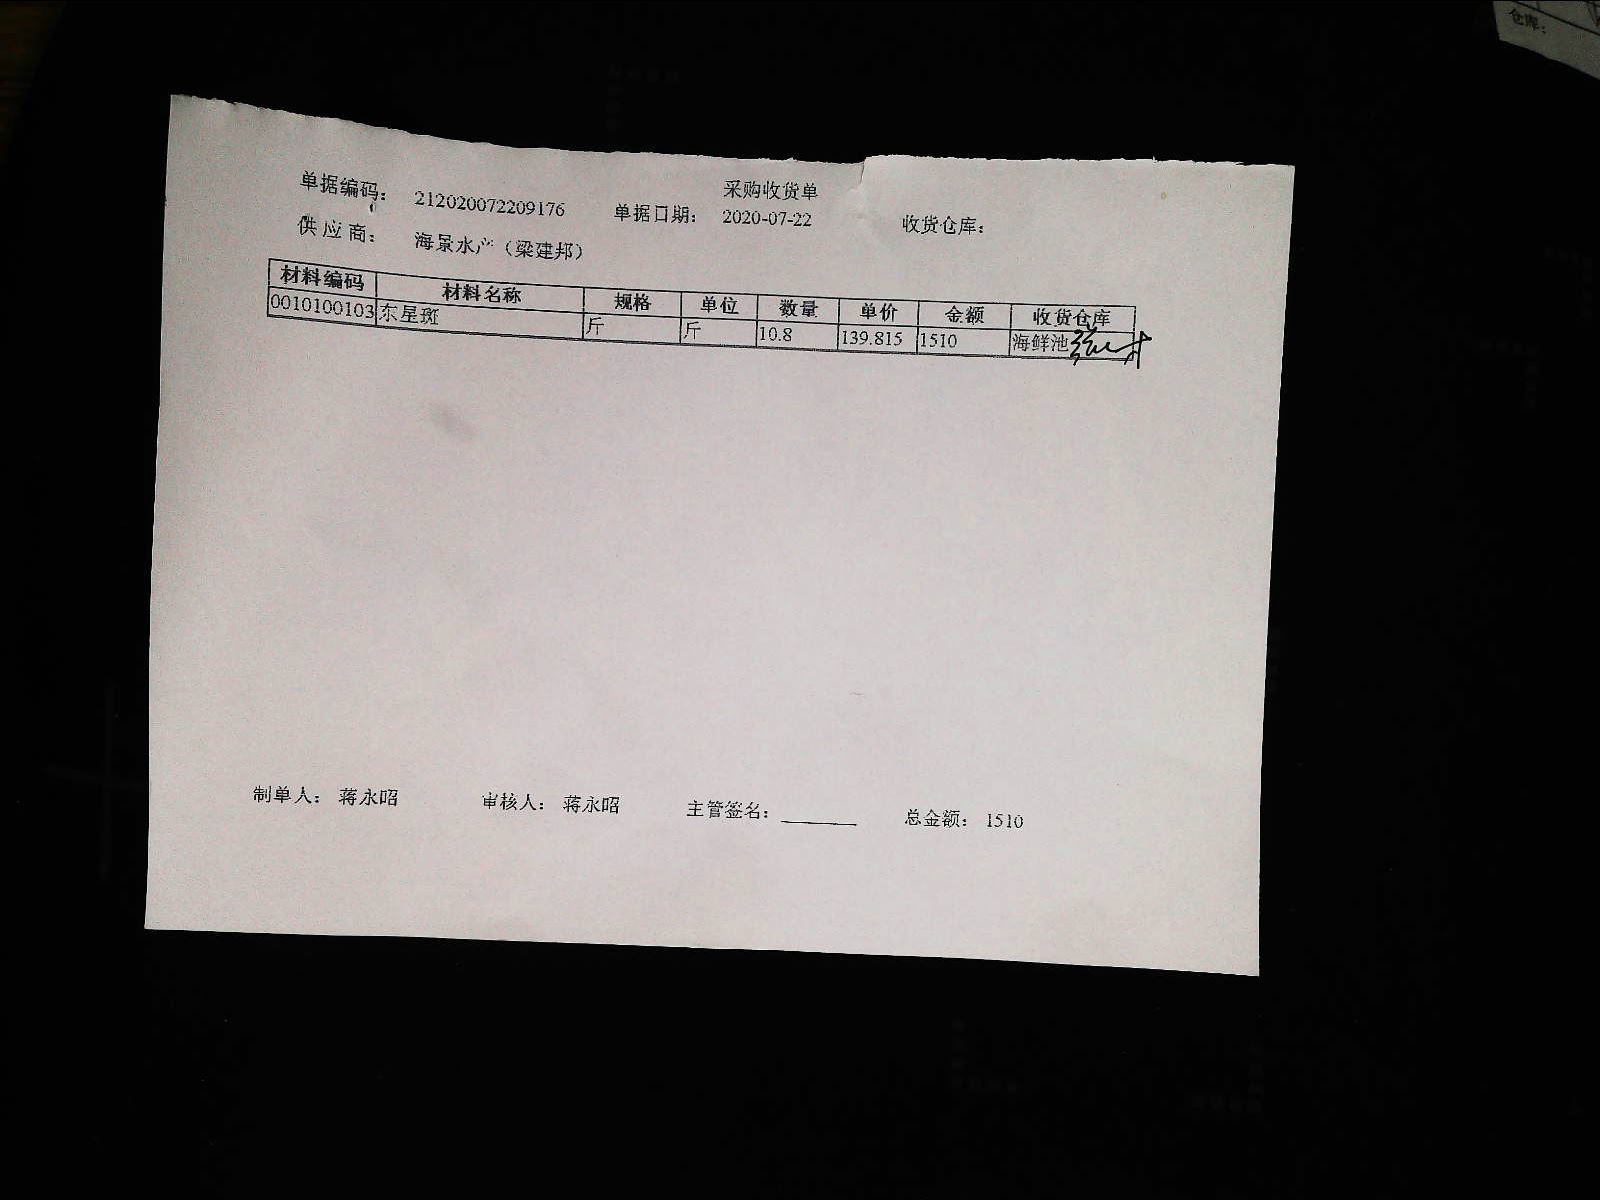 采购收货单
单据编码： 212020072209176 单据日期： 2020-07-22 收货仓库：
供应商： 海景水产（梁建邦）
材料编码 材料名称 规格 单位 数量 单价 金额 收货仓库
0010100103 东星斑 斤 斤 10.8 139.815 1510 海鲜池
制单人： 蒋永昭 审核人： 蒋永昭 主管签名： 总金额： 1510
仓库：